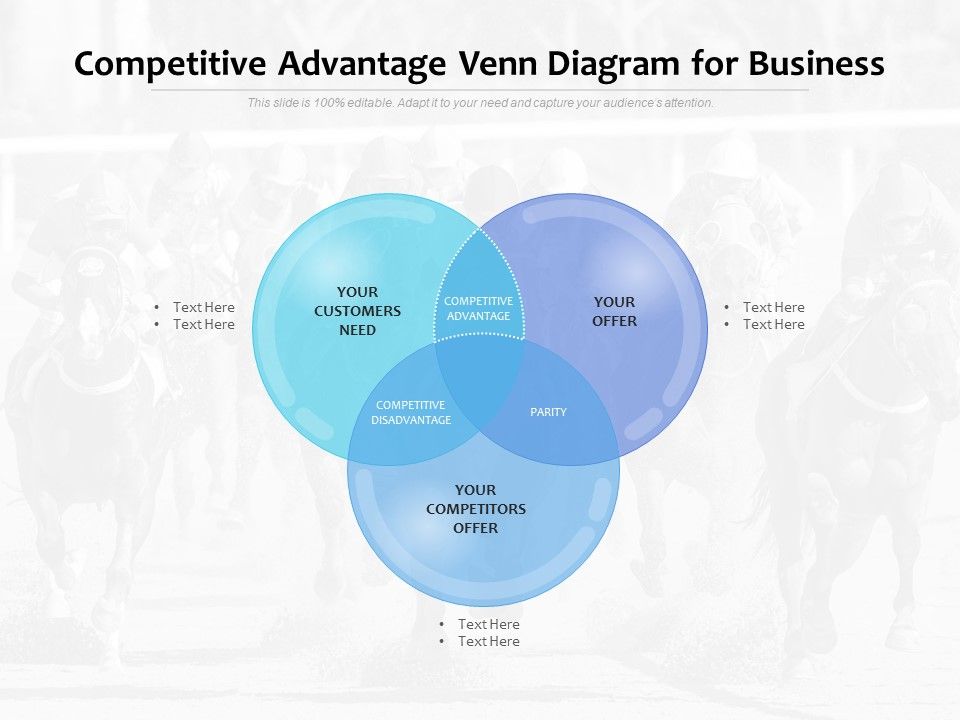 Competitive Advantage Venn Diagram for Business
This slide is 100% editable. Adapt it to your need and capture your audience's attention.
YOUR
CUSTOMERS
NEED
COMPETITIVE
ADVANTAGE
YOUR
OFFER
• Text Here
• Text Here
• Text Here
• Text Here
COMPETITIVE
DISADVANTAGE
PARITY
YOUR
COMPETITORS
OFFER
• Text Here
• Text Here